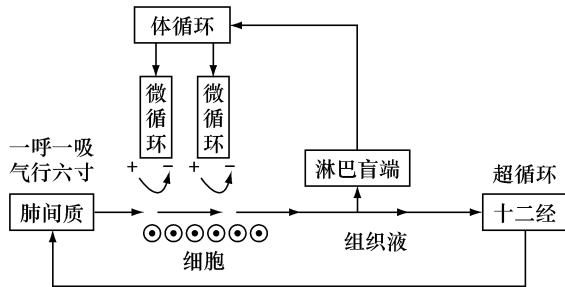 体循环
微循环
微循环
+ − + −
一呼一吸
气行六寸
淋巴盲端
超循环
肺间质
十二经
组织液
细胞